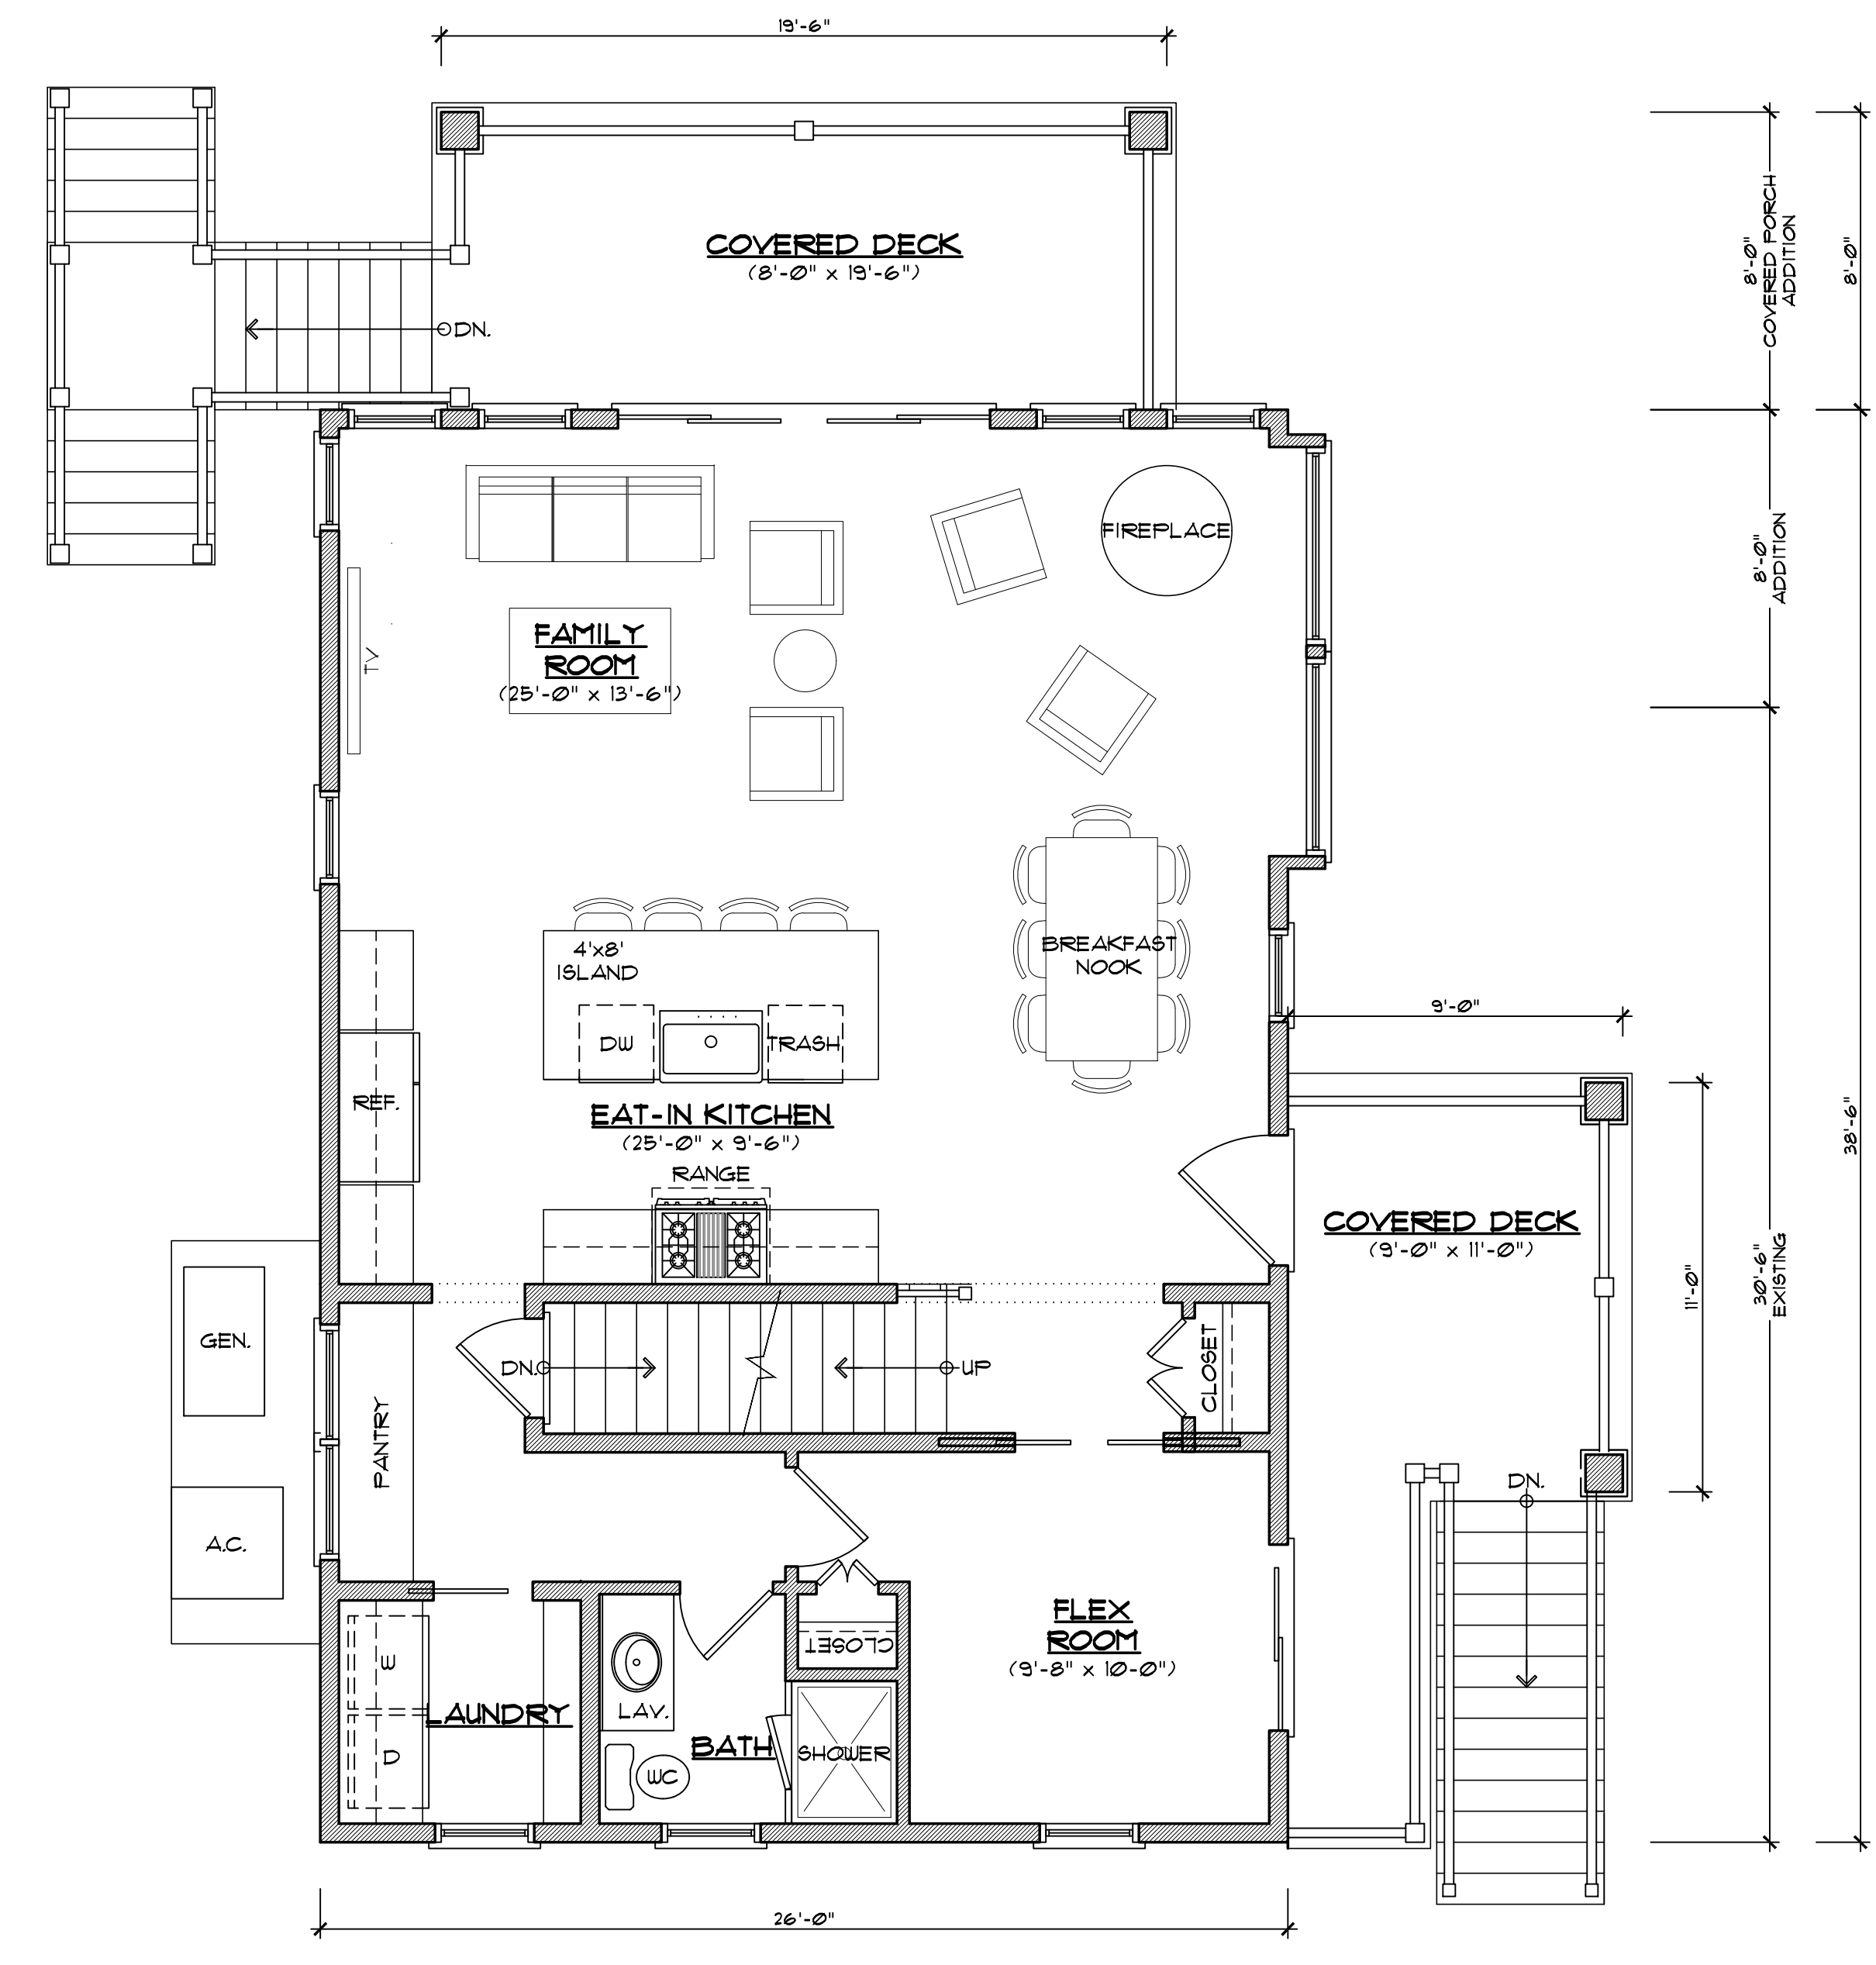 19'-6"
COVERED DECK
(8'-0" x 19'-6")
DN.
8'-0"
COVERED PORCH
ADDITION
8'-0"
FIREPLACE
8'-0"
ADDITION
FAMILY
ROOM
(25'-0" x 13'-6")
TV
4'x8'
ISLAND
BREAKFAST
NOOK
DW
TRASH
9'-0"
REF.
EAT-IN KITCHEN
(25'-0" x 9'-6")
RANGE
38'-6"
COVERED DECK
(9'-0" x 11'-0")
11'-0"
30'-6"
EXISTING
GEN.
DN.
UP
CLOSET
PANTRY
DN.
A.C.
FLEX
ROOM
(9'-8" x 10-0")
CLOSET
W
LAUNDRY
LAV.
D
BATH
SHOWER
WC
26'-0"